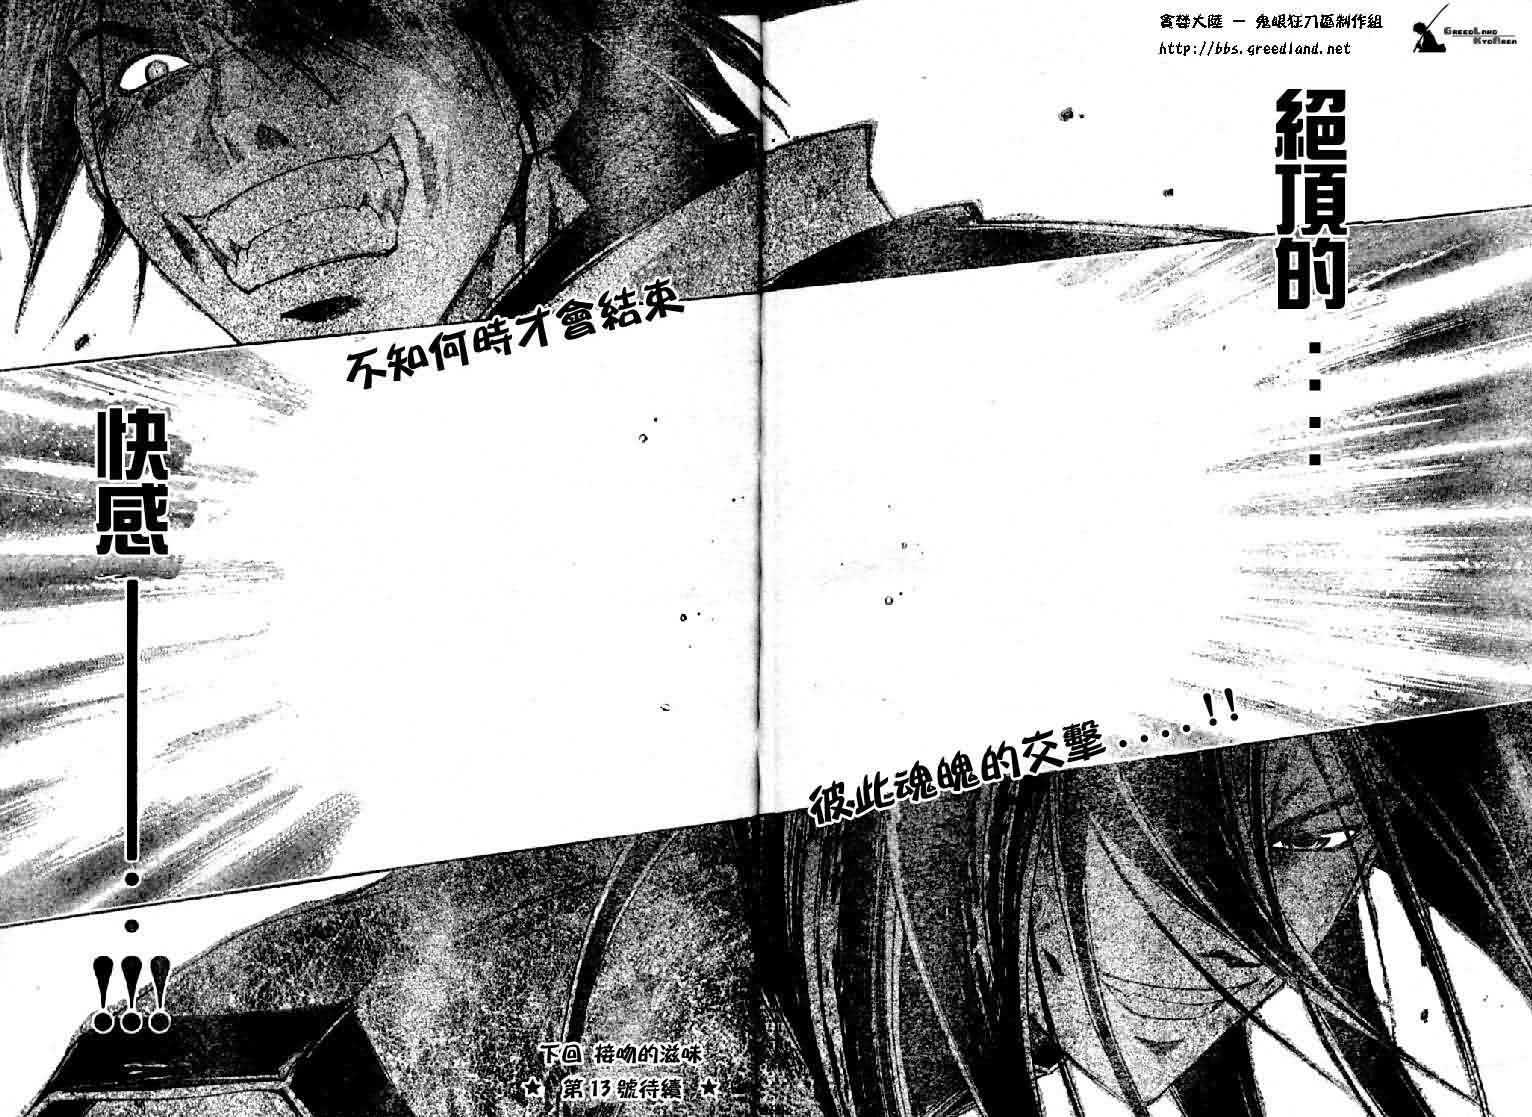 貪婪大陸 － 鬼眼狂刀區制作組
http://bbs.greedland.net
GREEDLAND
KYOAREA
絕頂的....
不知何時才會結束
快感——..!!!
彼此魂魄的交擊....!!
下回 接吻的滋味
★ 第13號待續 ★